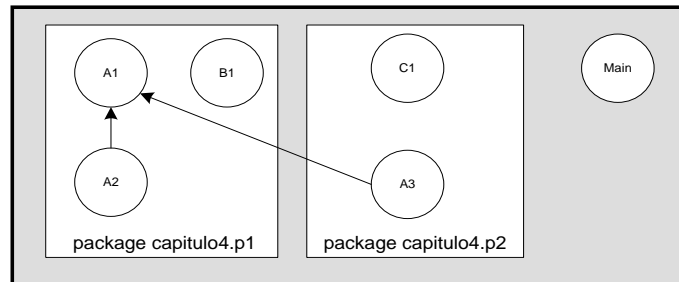 A1
B1
C1
Main
A2
A3
package capitulo4.p1
package capitulo4.p2